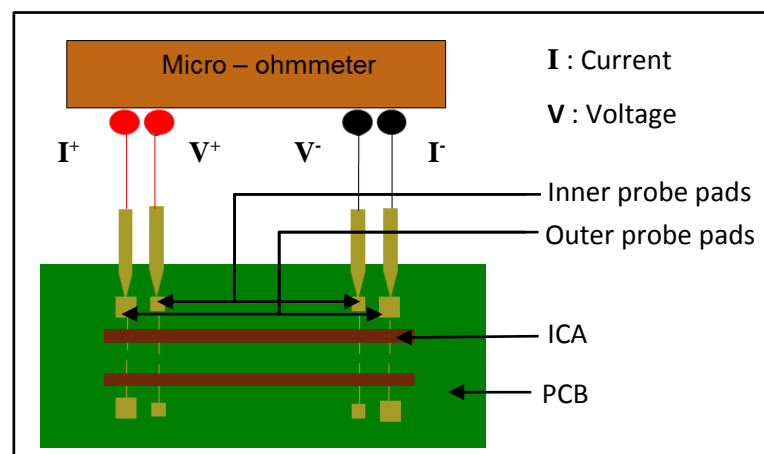 Micro – ohmmeter
I : Current
V : Voltage
I⁺ V⁺ V⁻ I⁻
Inner probe pads
Outer probe pads
ICA
PCB